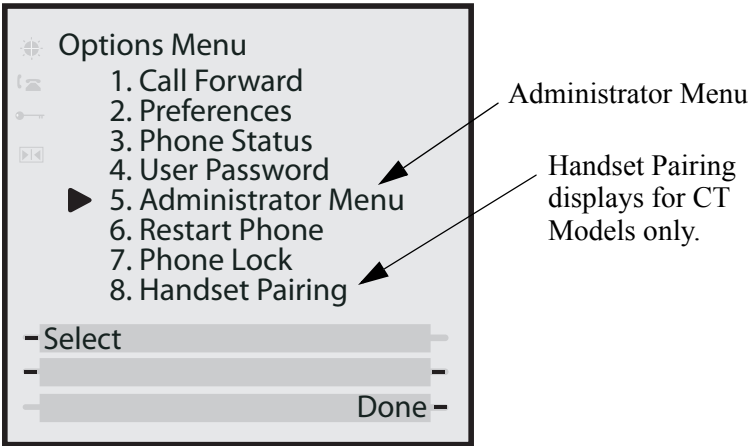 Options Menu
1. Call Forward
2. Preferences
3. Phone Status
4. User Password
5. Administrator Menu
6. Restart Phone
7. Phone Lock
8. Handset Pairing
Select
Done
Administrator Menu
Handset Pairing
displays for CT
Models only.